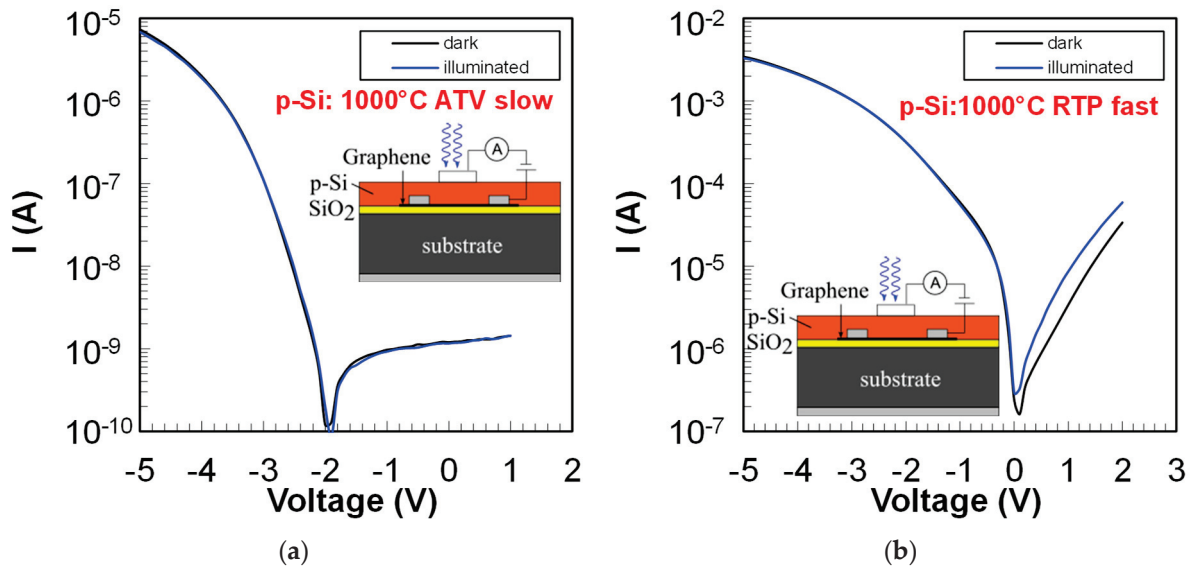 dark
illuminated
p-Si: 1000°C ATV slow
Graphene
A
p-Si
SiO2
substrate
I (A)
10-5
10-6
10-7
10-8
10-9
10-10
-5 -4 -3 -2 -1 0 1 2
Voltage (V)
(a)
dark
illuminated
p-Si:1000°C RTP fast
Graphene
A
p-Si
SiO2
substrate
I (A)
10-2
10-3
10-4
10-5
10-6
10-7
-5 -4 -3 -2 -1 0 1 2 3
Voltage (V)
(b)